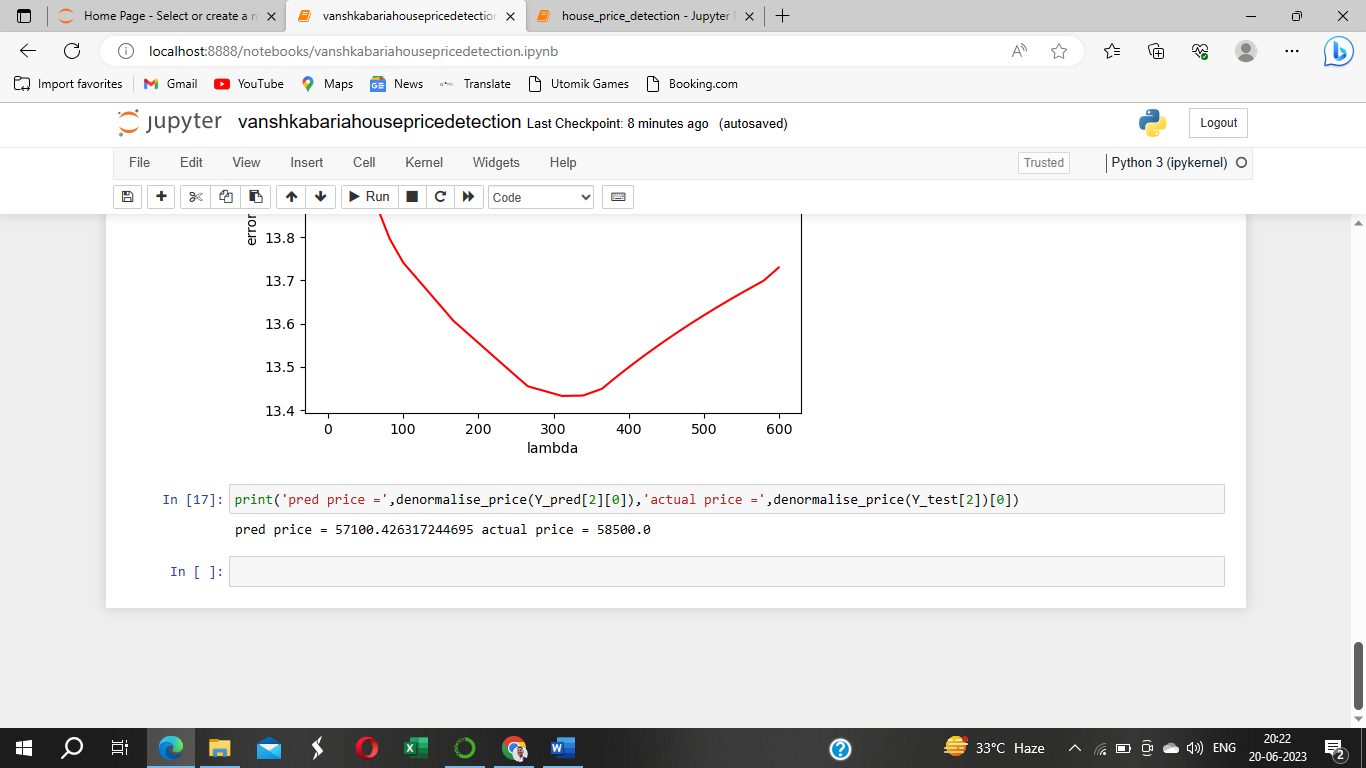 Home Page - Select or create a n
vanshkabariahousepricedetection
house_price_detection - Jupyter
localhost:8888/notebooks/vanshkabariahousepricedetection.ipynb
Import favorites
Gmail
YouTube
Maps
News
Translate
Utomik Games
Booking.com
jupyter
vanshkabariahousepricedetection Last Checkpoint: 8 minutes ago (autosaved)
Logout
File Edit View Insert Cell Kernel Widgets Help
Trusted
Python 3 (ipykernel)
Run
Code
error
13.8
13.7
13.6
13.5
13.4
0 100 200 300 400 500 600
lambda
In [17]: print('pred price =',denormalise_price(Y_pred[2][0]),'actual price =',denormalise_price(Y_test[2])[0])
pred price = 57100.426317244695 actual price = 58500.0
In [ ]:
33°C Haze
ENG
20:22
20-06-2023
2